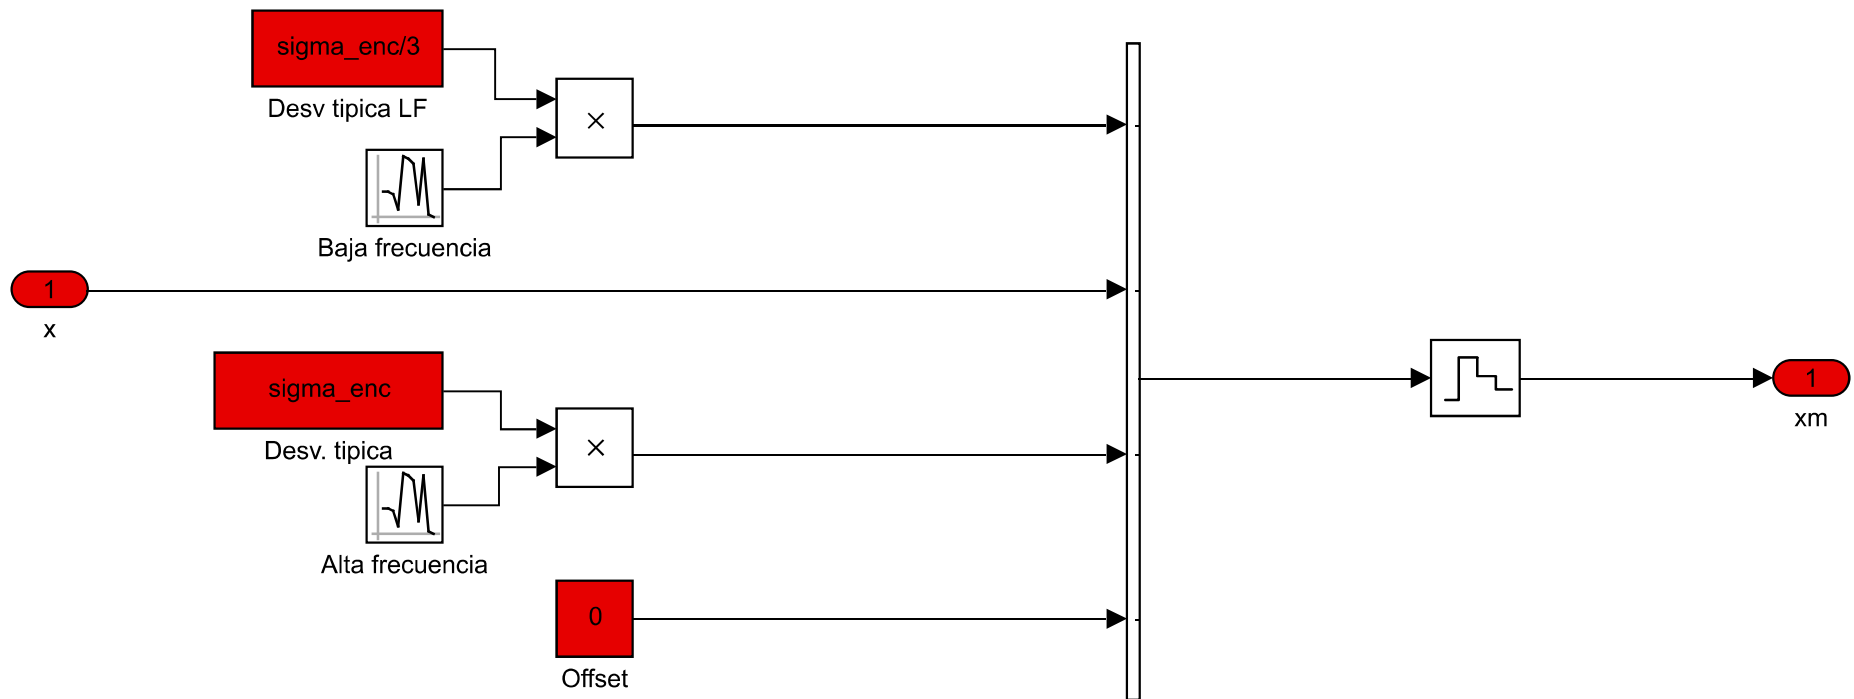 sigma_enc/3
Desv tipica LF
×
Baja frecuencia
1
x
sigma_enc
Desv. tipica
×
Alta frecuencia
0
Offset
1
xm